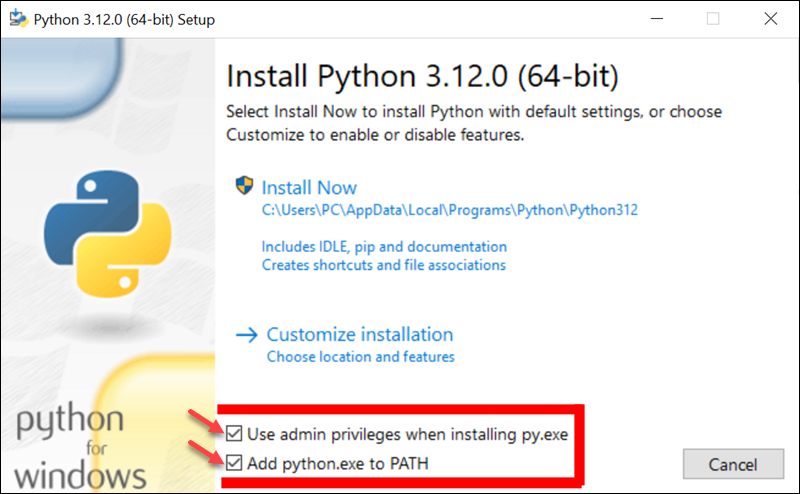 Python 3.12.0 (64-bit) Setup
Install Python 3.12.0 (64-bit)
Select Install Now to install Python with default settings, or choose
Customize to enable or disable features.
Install Now
C:\Users\PC\AppData\Local\Programs\Python\Python312
Includes IDLE, pip and documentation
Creates shortcuts and file associations
Customize installation
Choose location and features
python
for
windows
Use admin privileges when installing py.exe
Add python.exe to PATH
Cancel